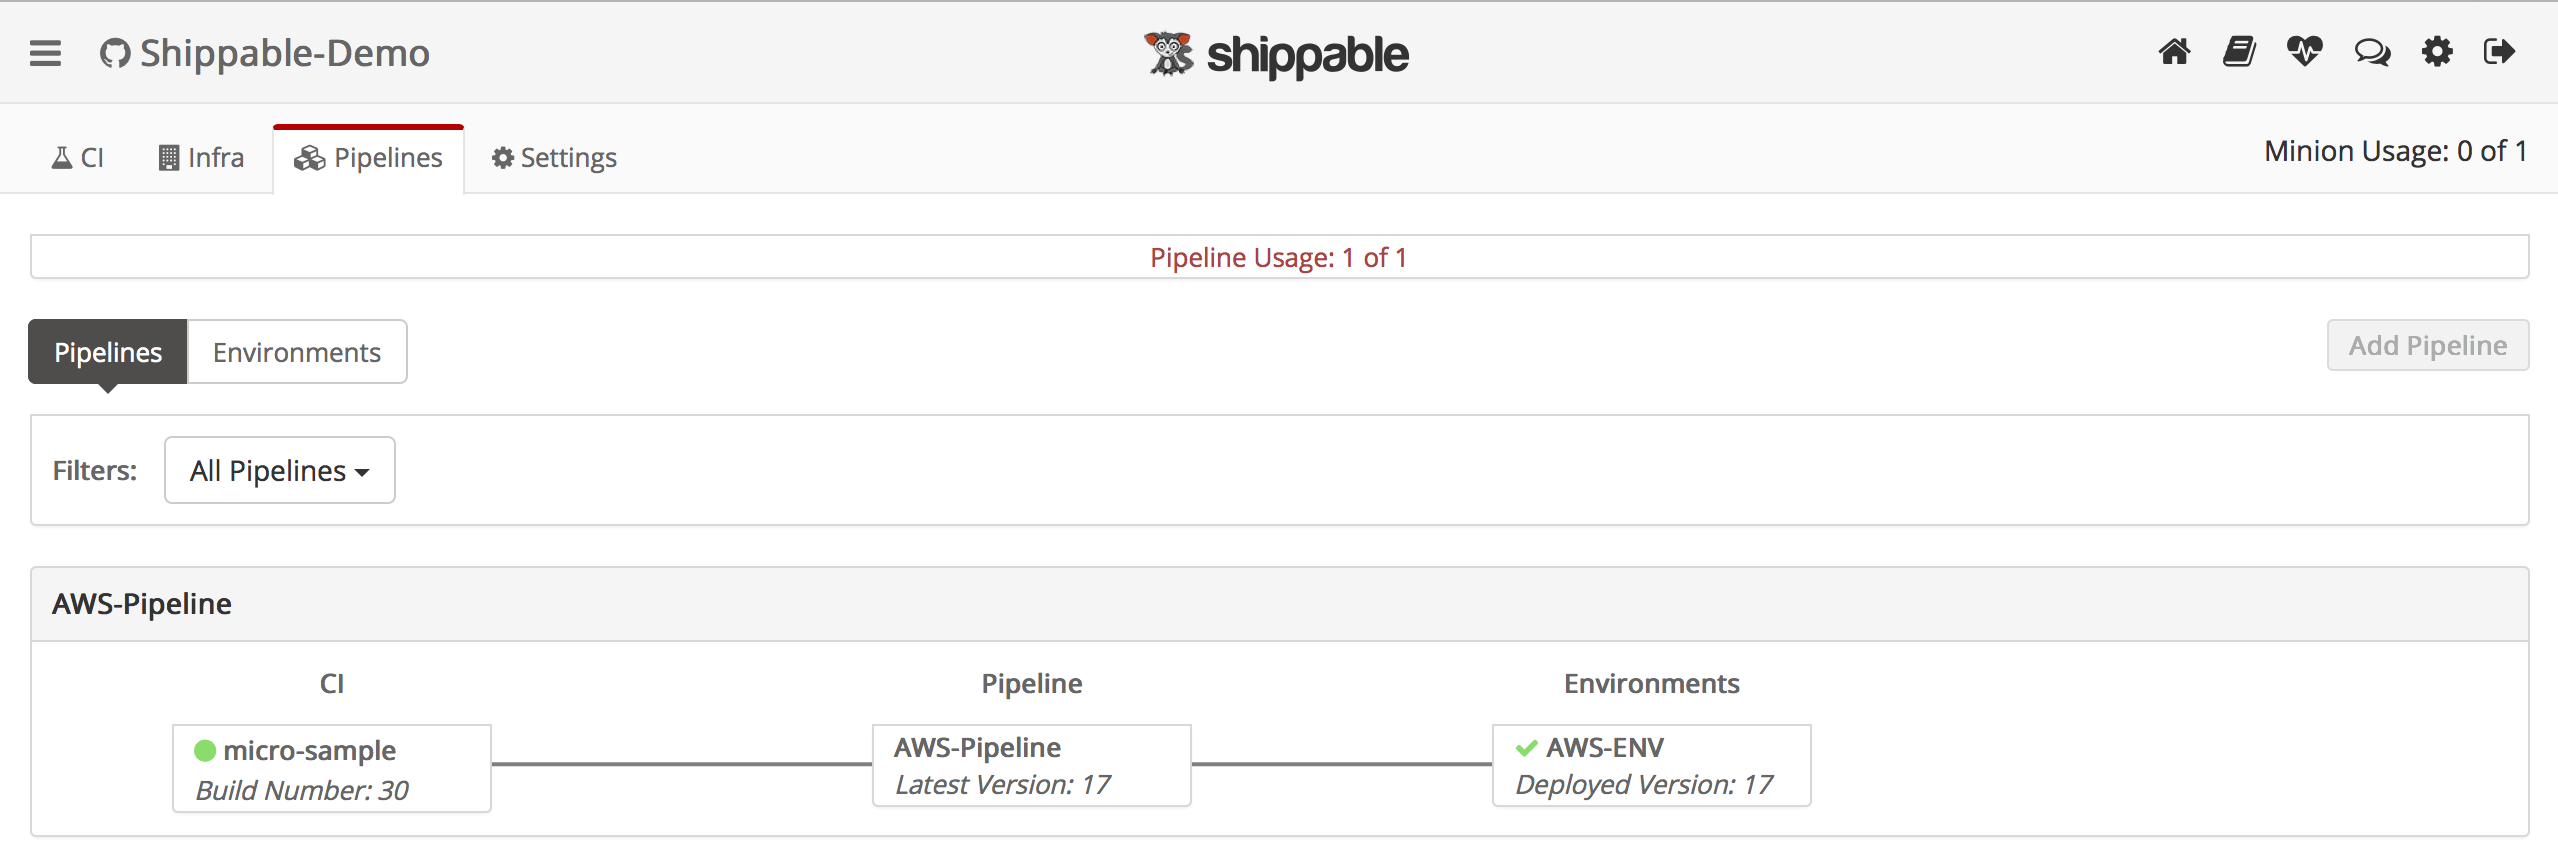 Shippable-Demo
shippable
CI
Infra
Pipelines
Settings
Minion Usage: 0 of 1
Pipeline Usage: 1 of 1
Pipelines
Environments
Add Pipeline
Filters:
All Pipelines
AWS-Pipeline
CI
Pipeline
Environments
micro-sample
Build Number: 30
AWS-Pipeline
Latest Version: 17
AWS-ENV
Deployed Version: 17